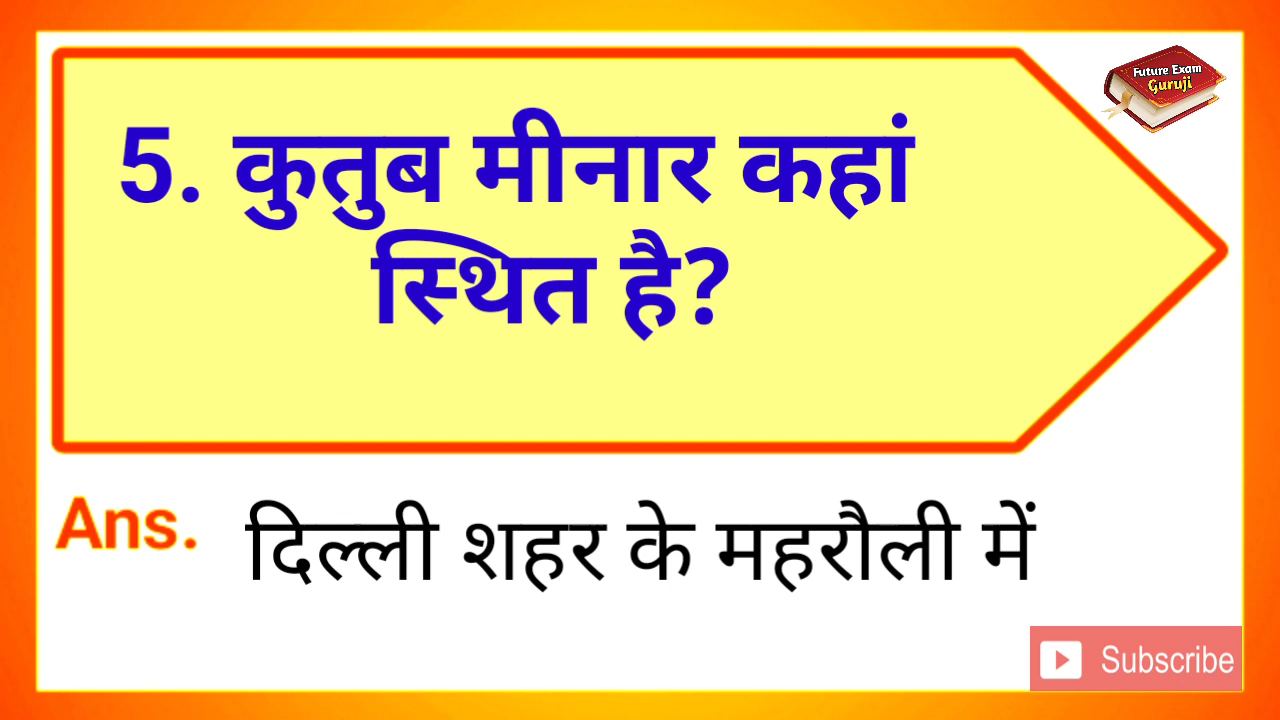 Future Exam
Guruji
5. कुतुब मीनार कहां
स्थित है?
Ans. दिल्ली शहर के महरौली में
Subscribe